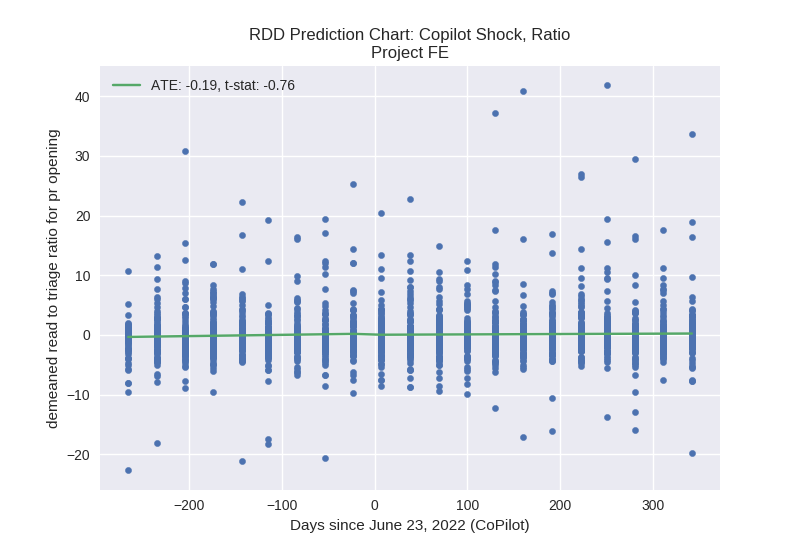 RDD Prediction Chart: Copilot Shock, Ratio
Project FE
ATE: -0.19, t-stat: -0.76
demeaned read to triage ratio for pr opening
40
30
20
10
0
−10
−20
−200
−100
0
100
200
300
Days since June 23, 2022 (CoPilot)